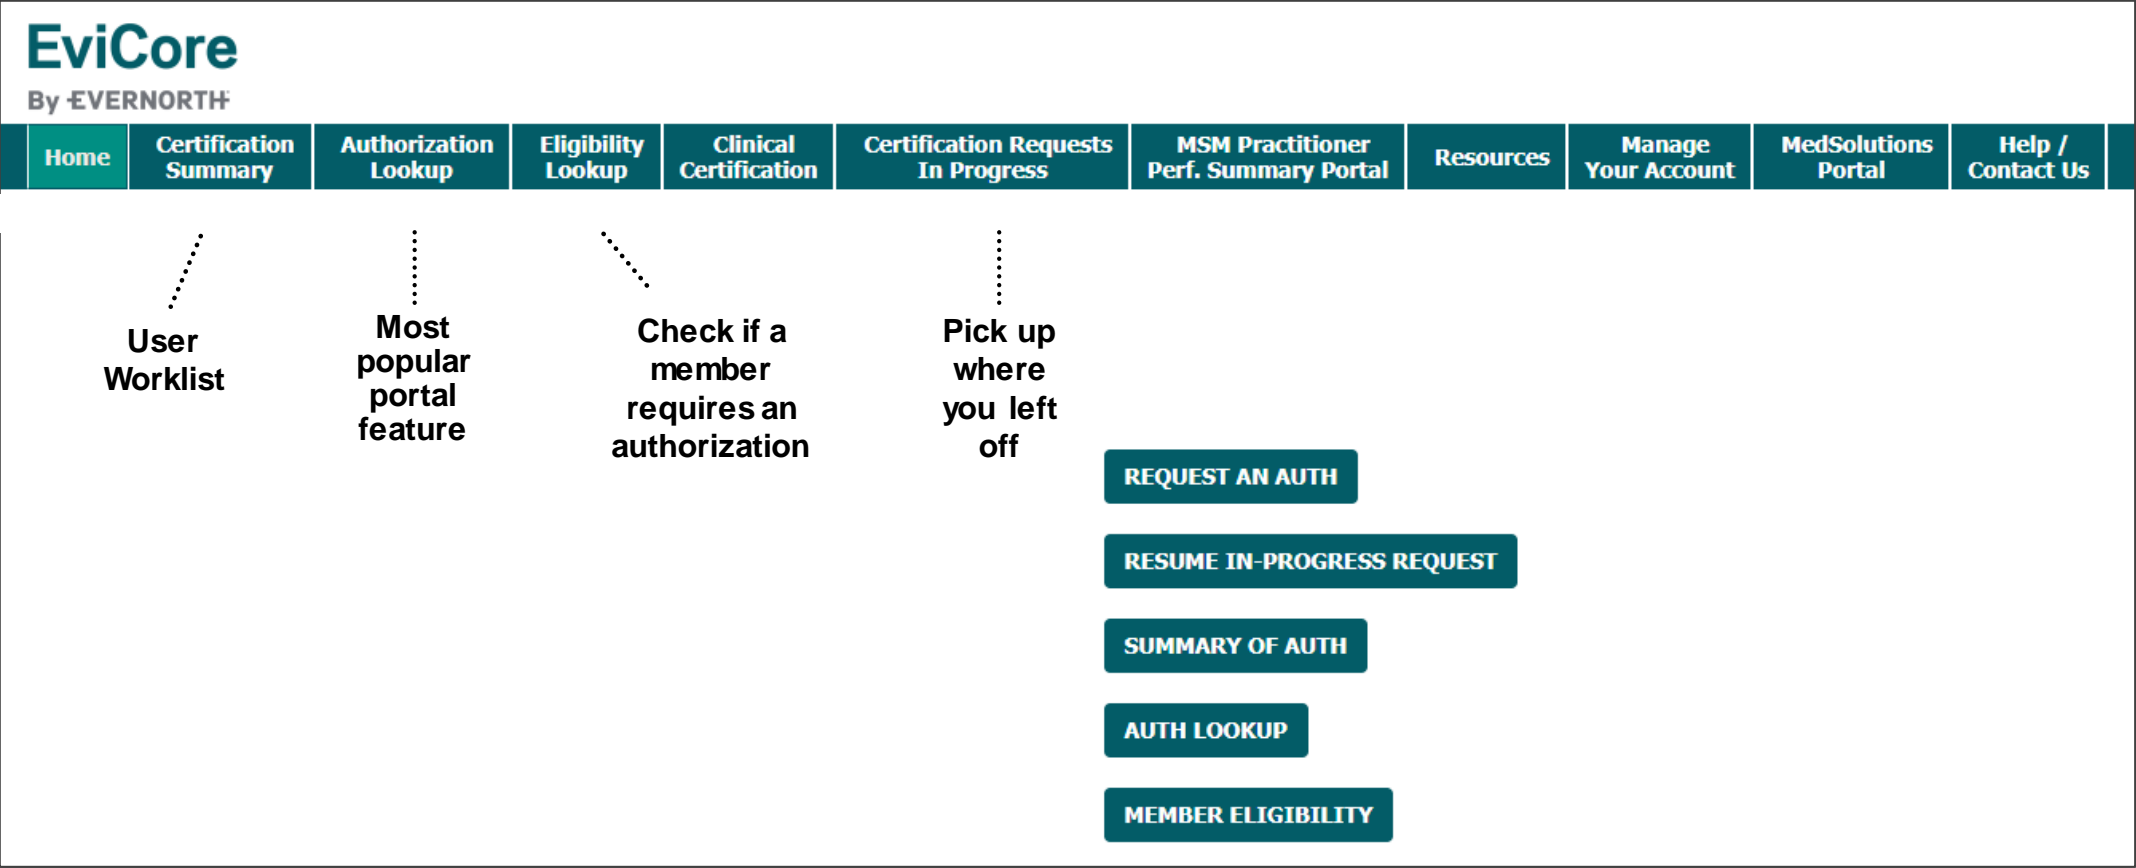 EviCore
By EVERNORTH
Home
Certification
Summary
Authorization
Lookup
Eligibility
Lookup
Clinical
Certification
Certification Requests
In Progress
MSM Practitioner
Perf. Summary Portal
Resources
Manage
Your Account
MedSolutions
Portal
Help /
Contact Us
User
Worklist
Most
popular
portal
feature
Check if a
member
requires an
authorization
Pick up
where
you left
off
REQUEST AN AUTH
RESUME IN-PROGRESS REQUEST
SUMMARY OF AUTH
AUTH LOOKUP
MEMBER ELIGIBILITY